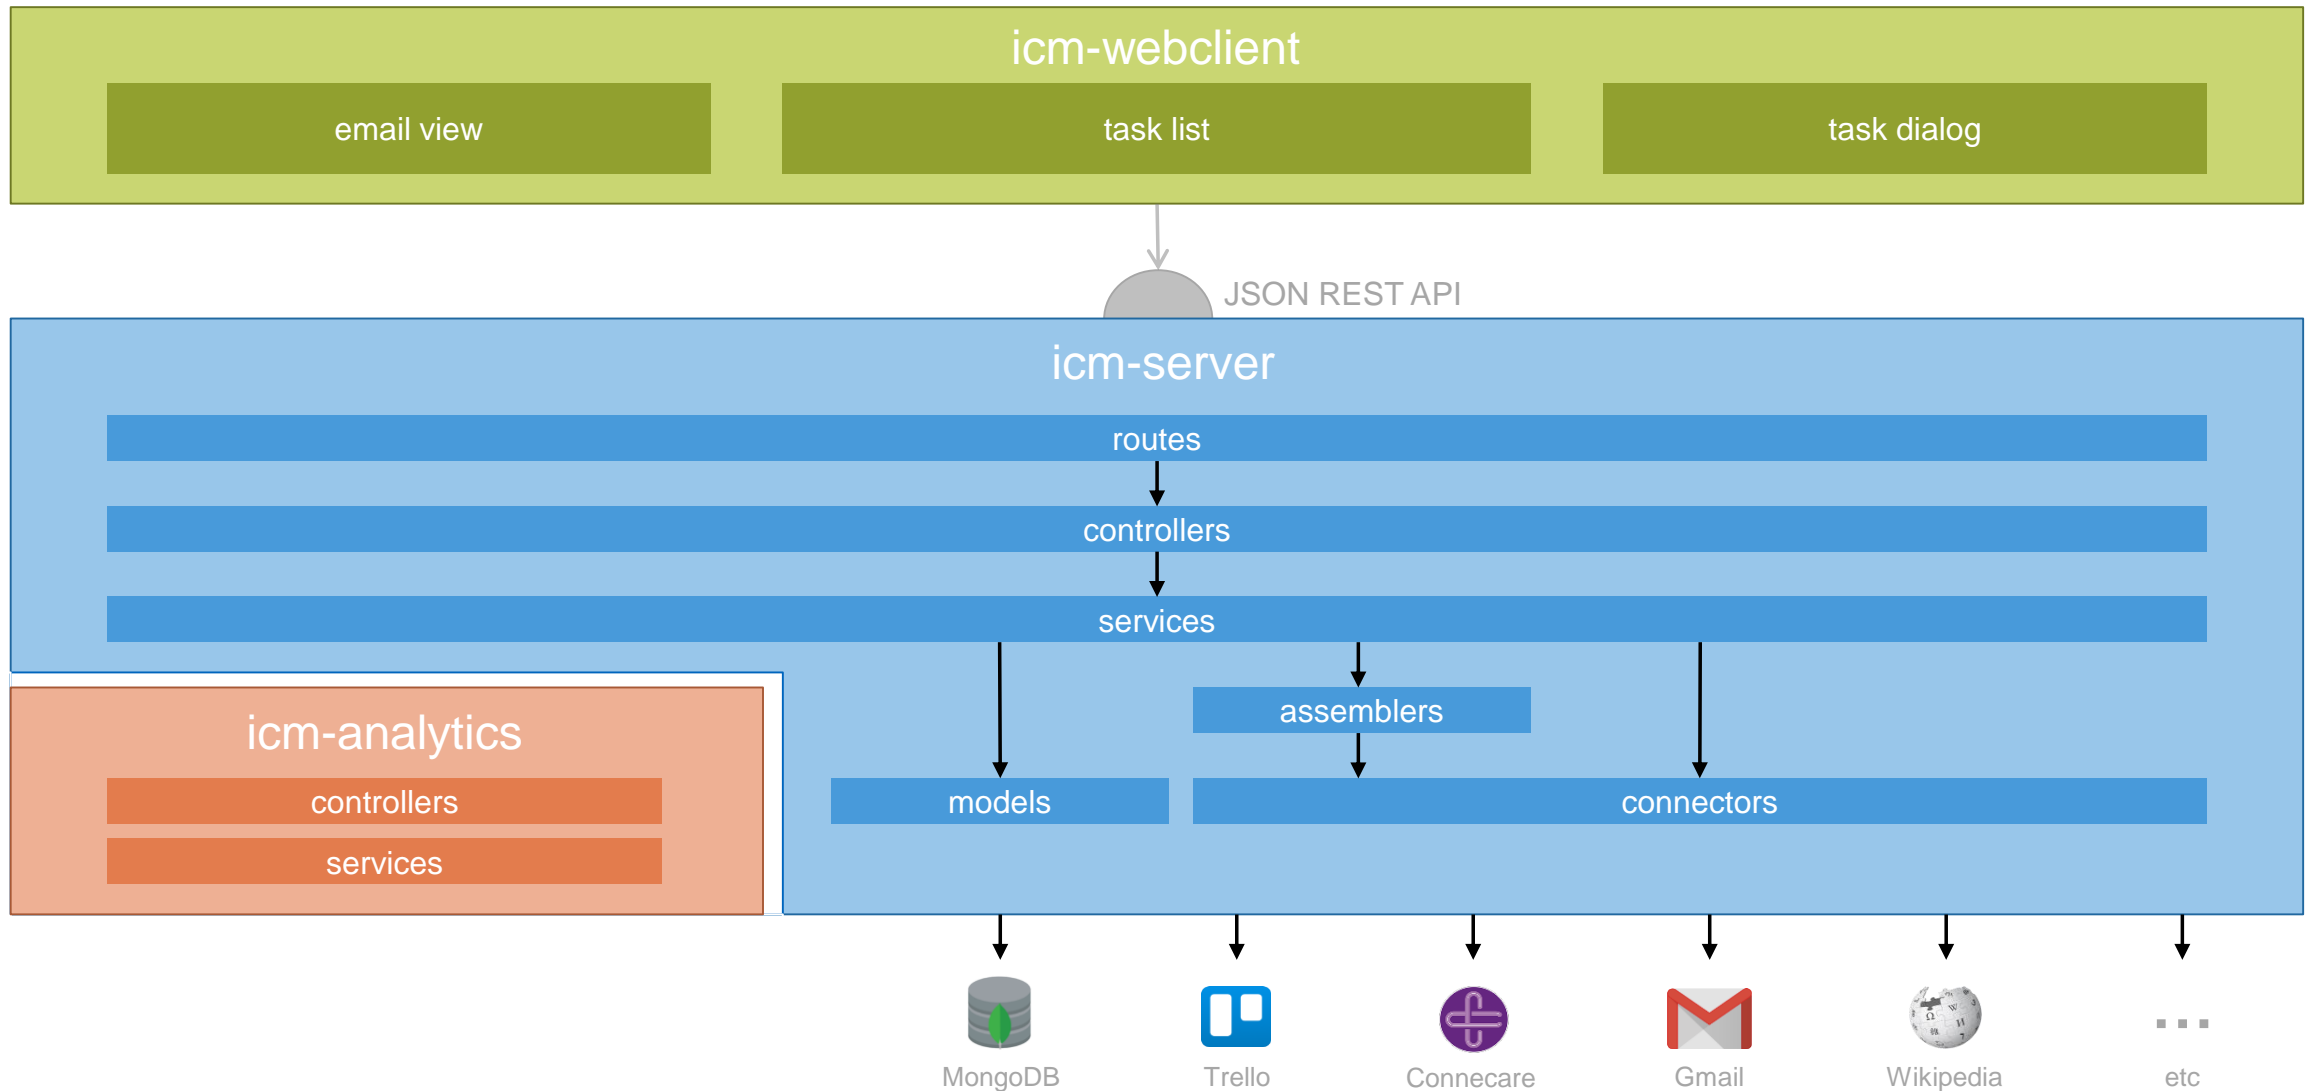 icm-webclient
email view
task list
task dialog
JSON REST API
icm-server
routes
controllers
services
assemblers
icm-analytics
controllers
models
connectors
services
MongoDB
Trello
Connecare
Gmail
Wikipedia
...
etc